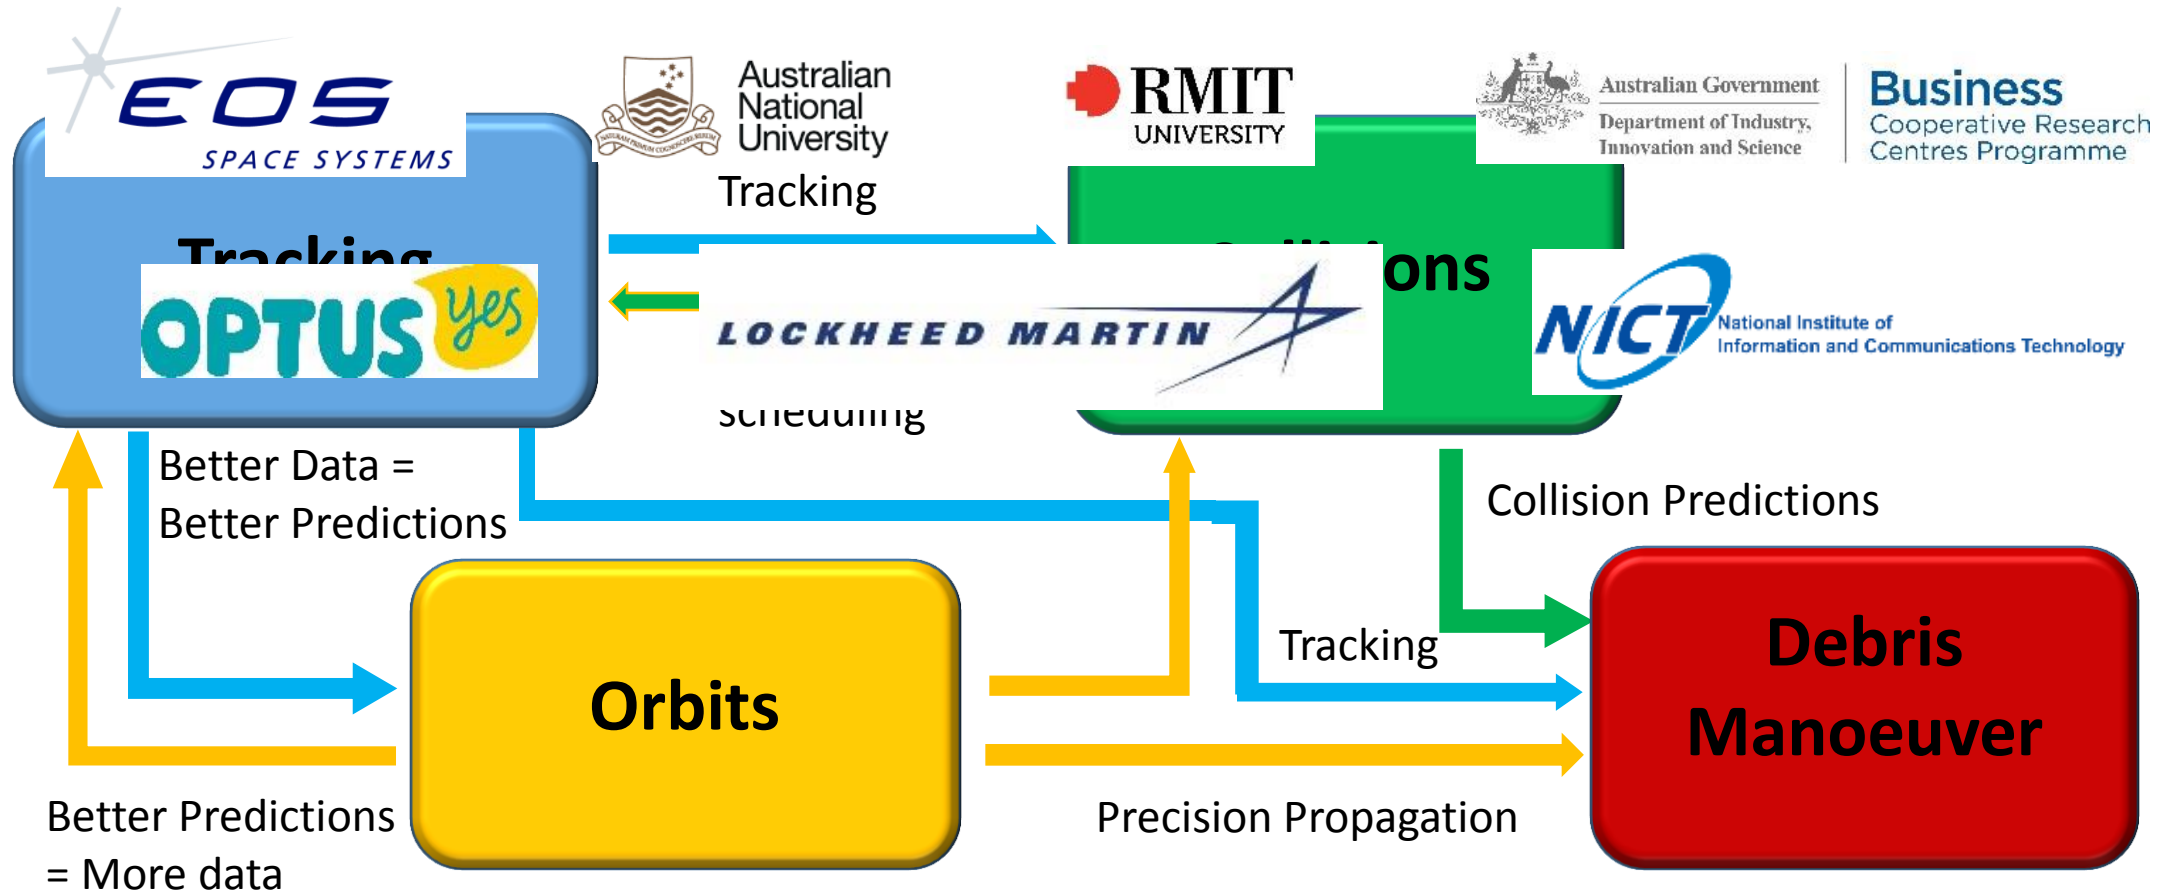 EOS
SPACE SYSTEMS
Australian
National
University
RMIT
UNIVERSITY
Australian Government
Department of Industry,
Innovation and Science
Business
Cooperative Research
Centres Programme
Tracking
Tracking
ons
OPTUS yes
LOCKHEED MARTIN
NICT
National Institute of
Information and Communications Technology
scheduling
Better Data =
Better Predictions
Collision Predictions
Orbits
Tracking
Debris
Manoeuver
Better Predictions
= More data
Precision Propagation